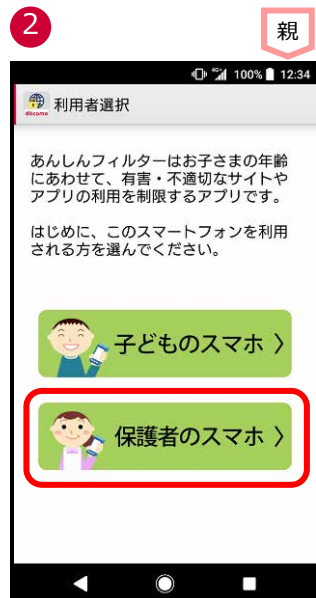 2
親
4G 100% 12:34
docomo
利用者選択
あんしんフィルターはお子さまの年齢
にあわせて、有害・不適切なサイトや
アプリの利用を制限するアプリです。
はじめに、このスマートフォンを利用
される方を選んでください。
子どものスマホ 〉
保護者のスマホ 〉